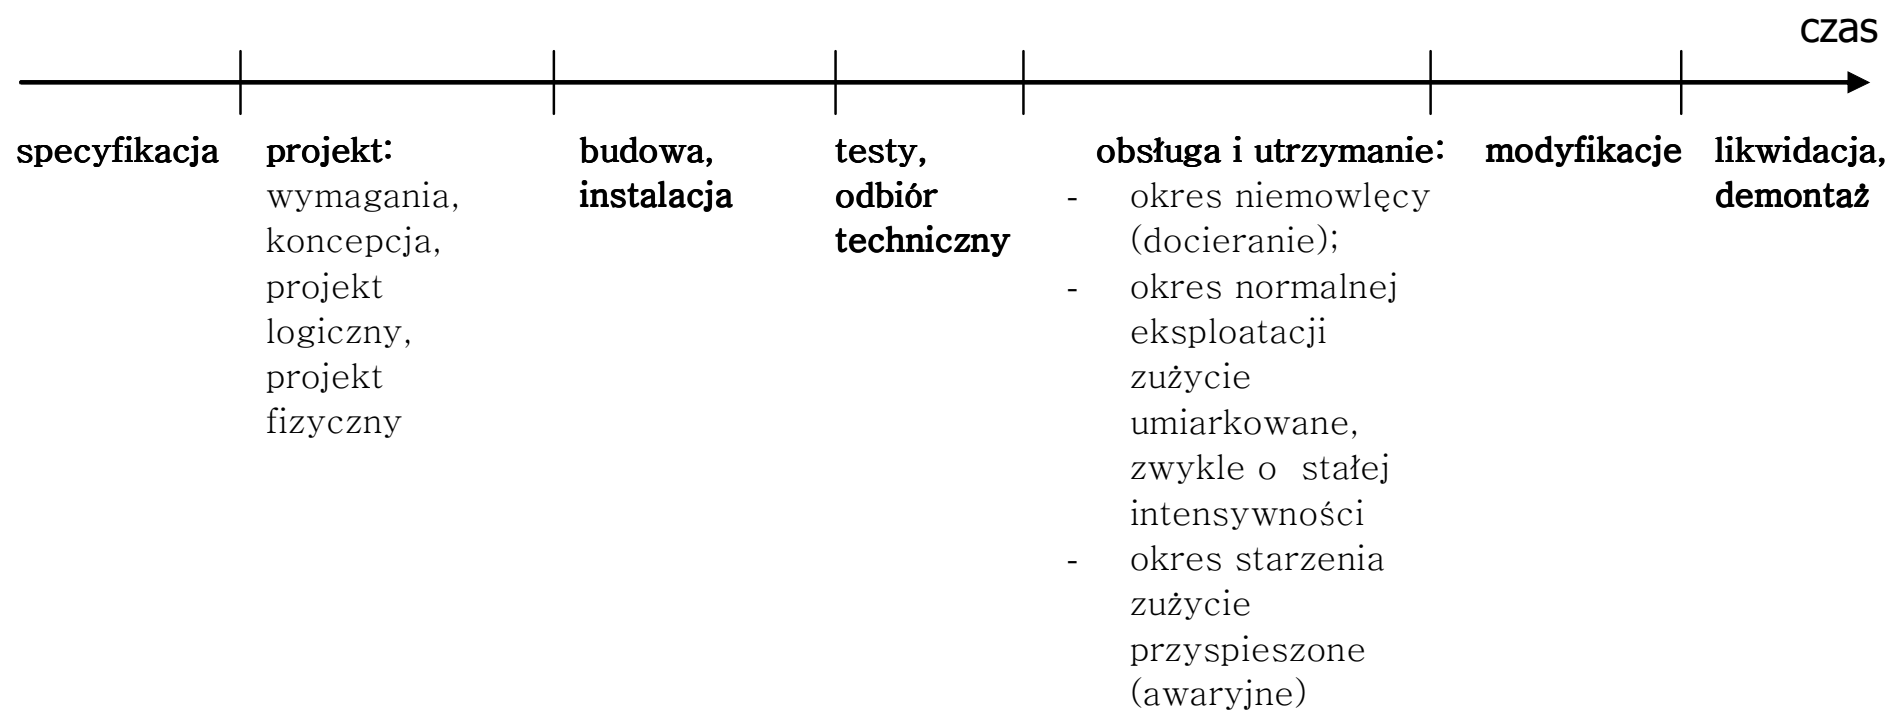 czas
specyfikacja
projekt:
wymagania,
koncepcja,
projekt
logiczny,
projekt
fizyczny
budowa,
instalacja
testy,
odbiór
techniczny
obsługa i utrzymanie:
- okres niemowlęcy
(docieranie);
- okres normalnej
eksploatacji
zużycie
umiarkowane,
zwykle o stałej
intensywności
- okres starzenia
zużycie
przyspieszone
(awaryjne)
modyfikacje
likwidacja,
demontaż